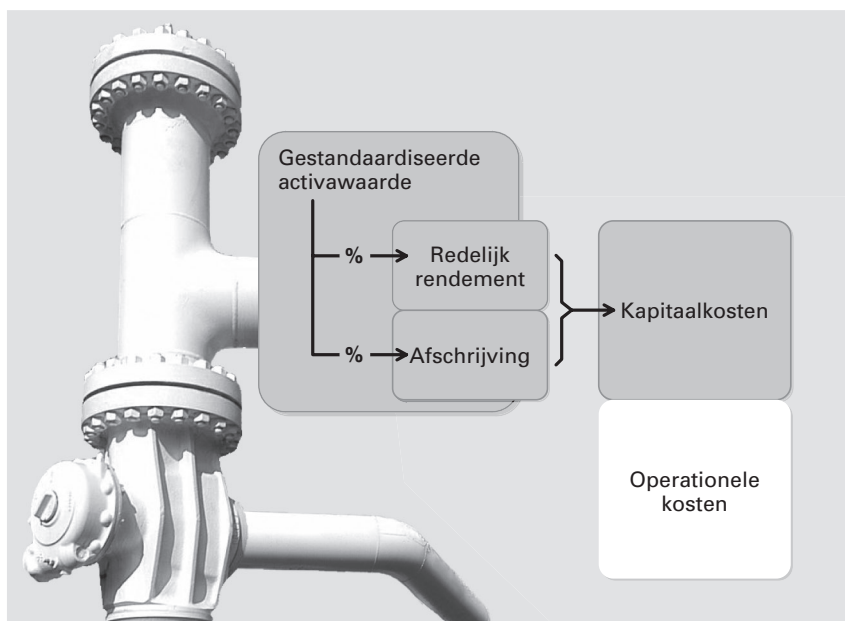 Gestandaardiseerde
activawaarde
%
Redelijk
rendement
%
Afschrijving
Kapitaalkosten
Operationele
kosten